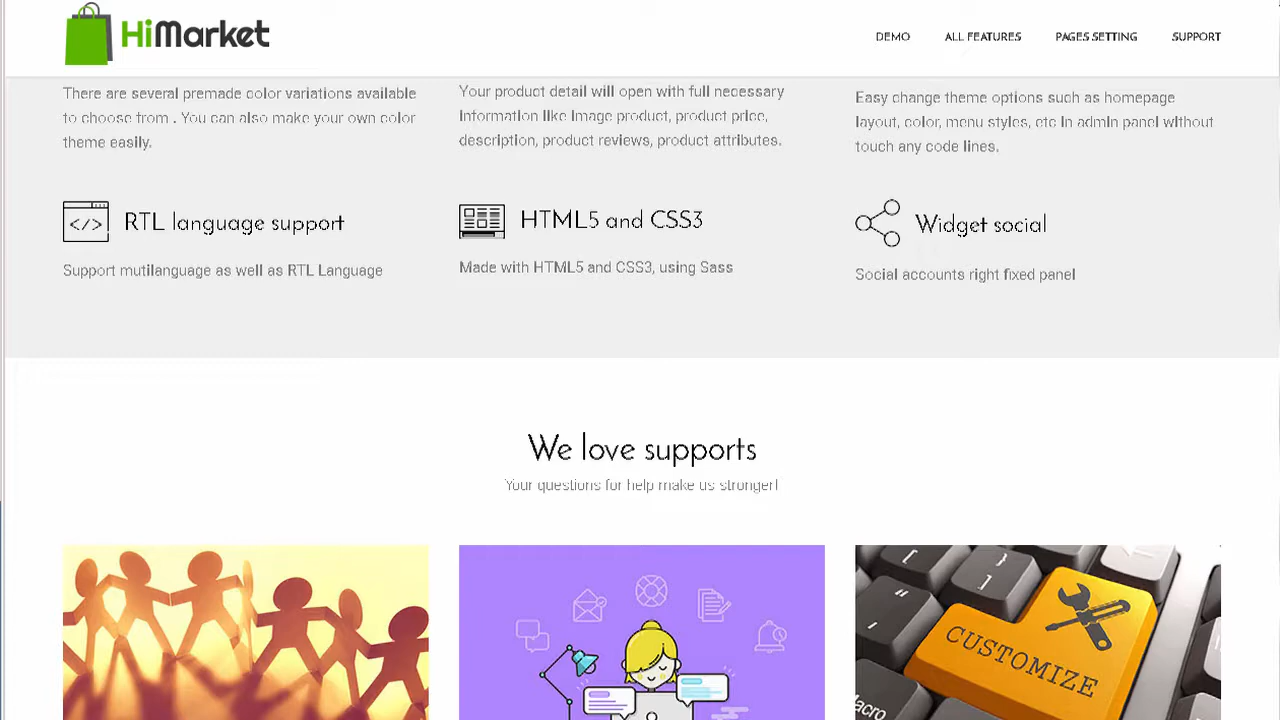 HiMarket
DEMO
ALL FEATURES
PAGES SETTING
SUPPORT
There are several premade color variations available
to choose from . You can also make your own color
theme easily.
Your product detail will open with full necessary
information like image product, product price,
description, product reviews, product attributes.
Easy change theme options such as homepage
layout, color, menu styles, etc in admin panel without
touch any code lines.
</> RTL language support
Support mutilanguage as well as RTL Language
HTML5 and CSS3
Made with HTML5 and CSS3, using Sass
Widget social
Social accounts right fixed panel
We love supports
Your questions for help make us stronger!
CUSTOMIZE
Macro